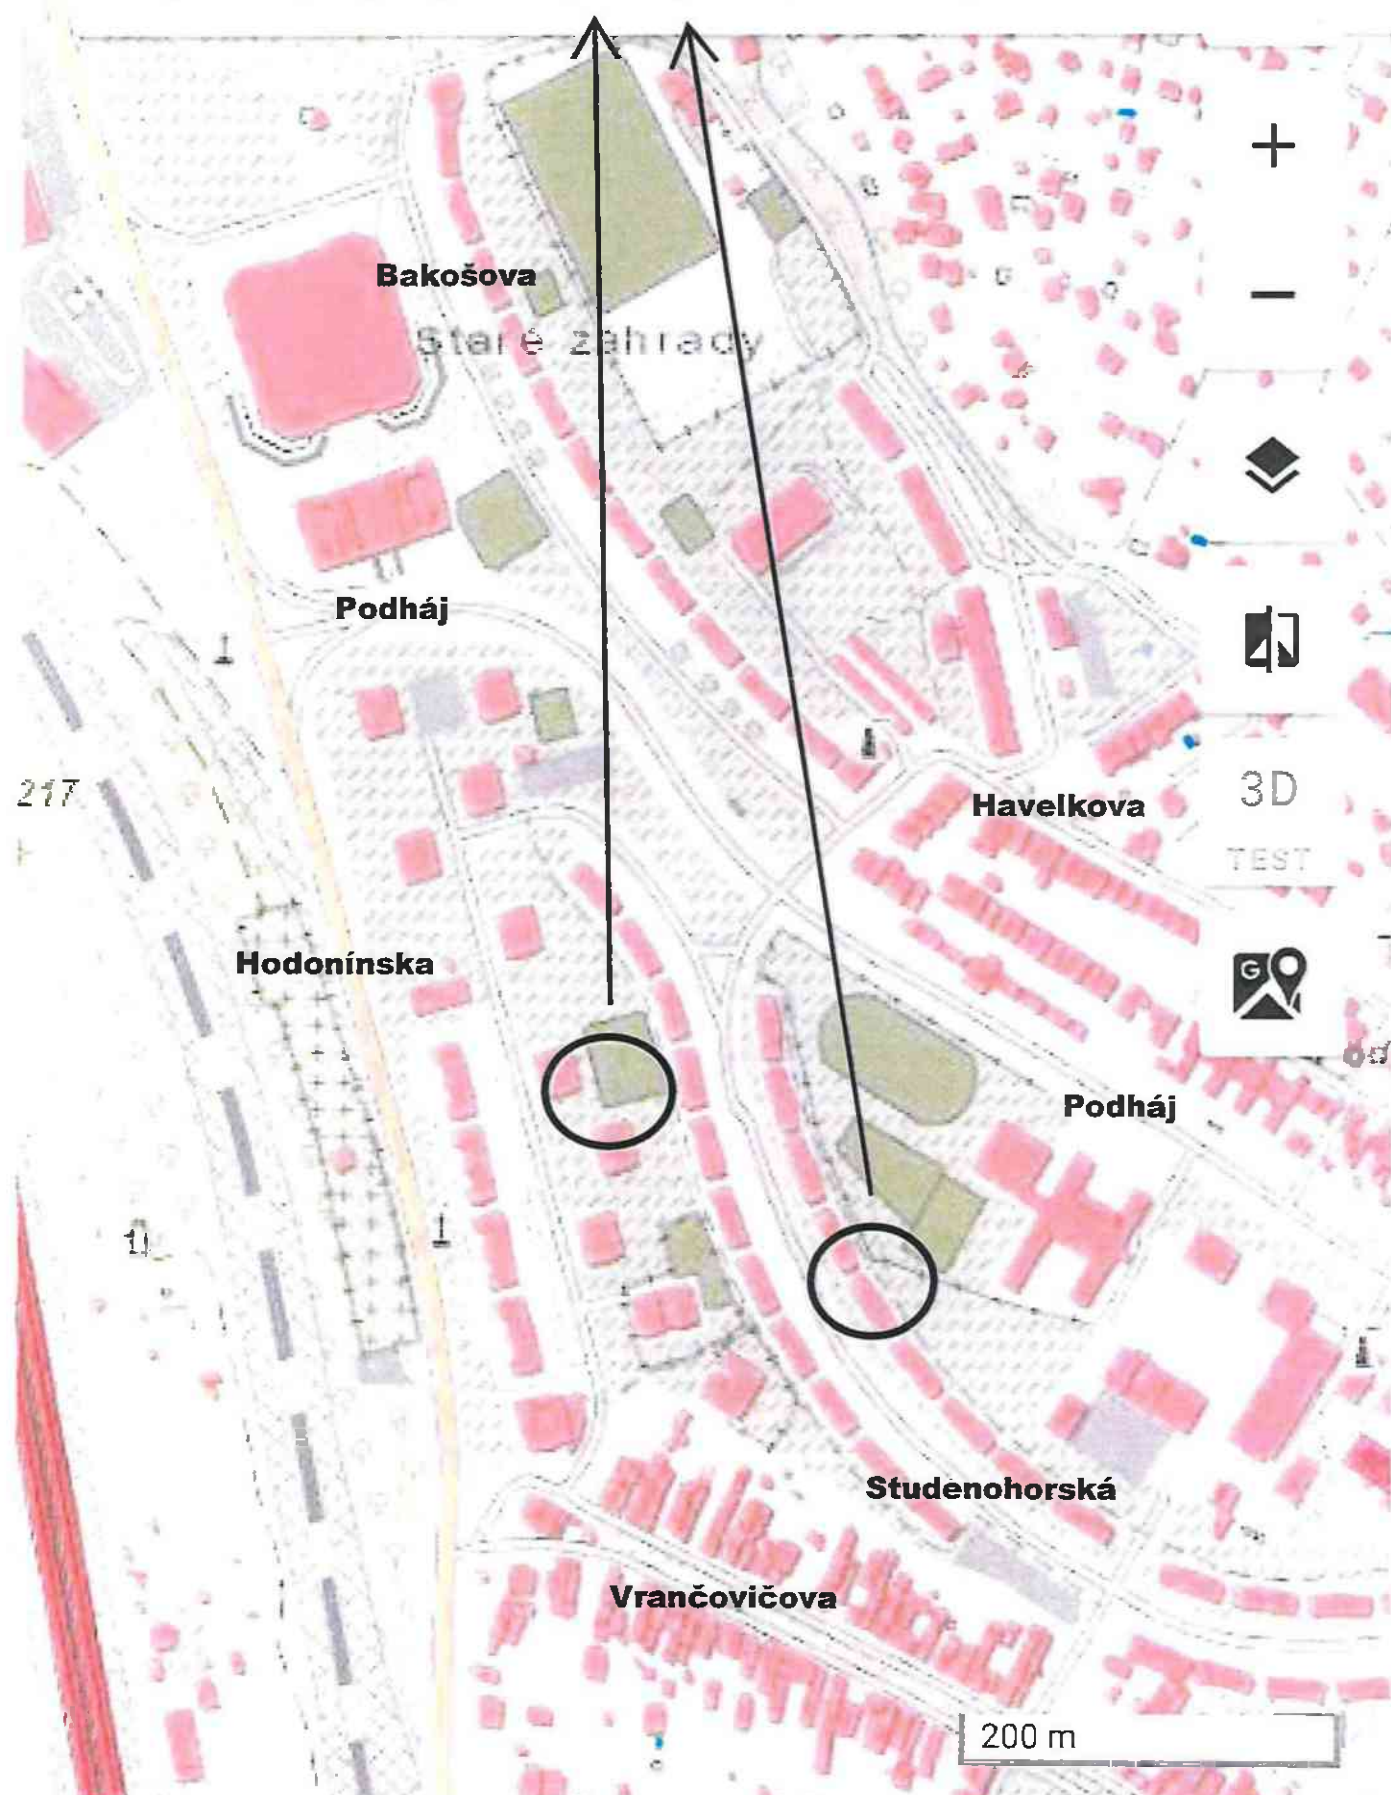 Bakošova
Staré záhrady
Podháj
217
Havelkova
3D
TEST
Hodonínska
G
Podháj
Studenohorská
Vrančovičova
200 m